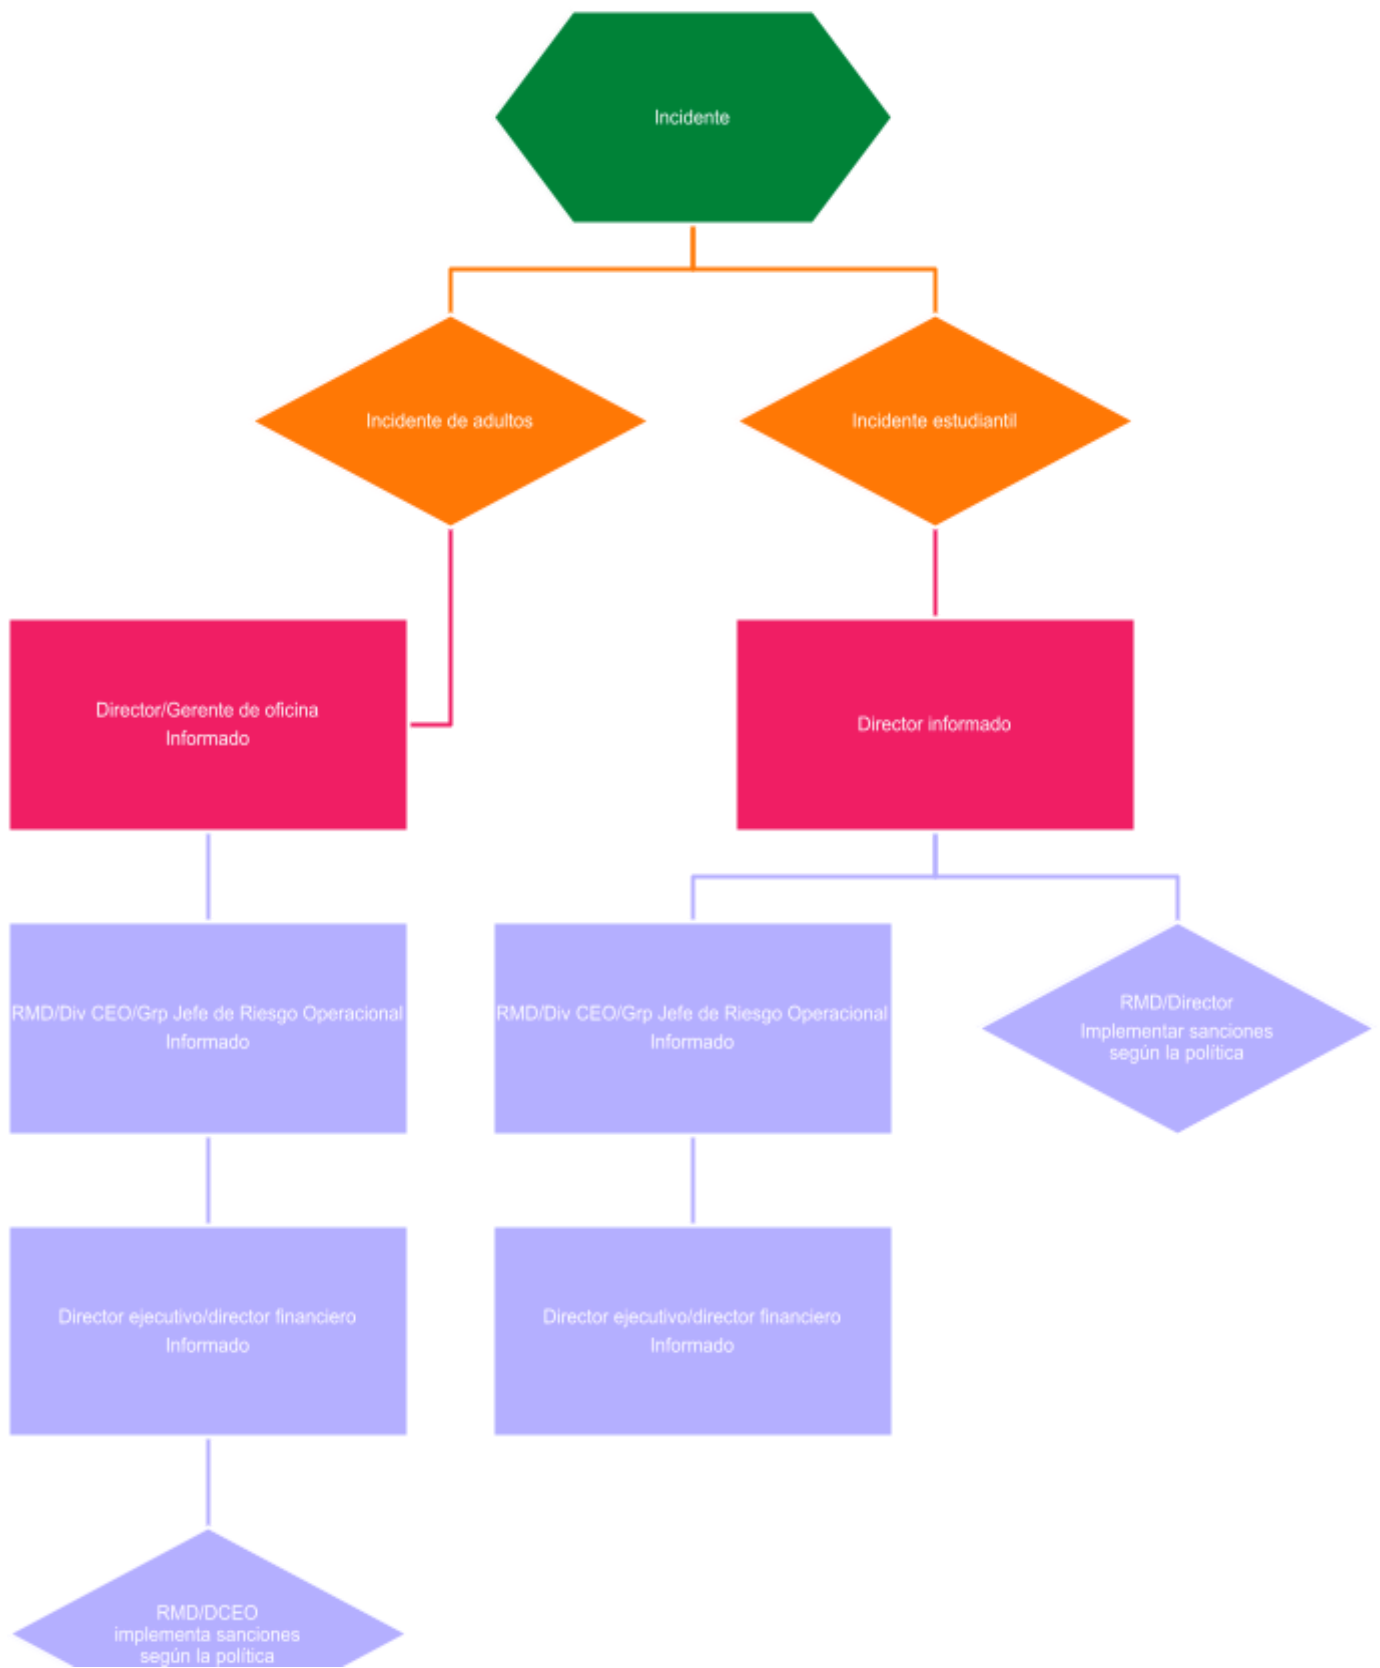 Incidente
Incidente de adultos
Incidente estudiantil
Director/Gerente de oficina
Informado
Director informado
RMD/Div CEO/Grp Jefe de Riesgo Operacional
Informado
RMD/Div CEO/Grp Jefe de Riesgo Operacional
Informado
RMD/Director
Implementar sanciones
según la política
Director ejecutivo/director financiero
Informado
Director ejecutivo/director financiero
Informado
RMD/DCEO
implementa sanciones
según la política